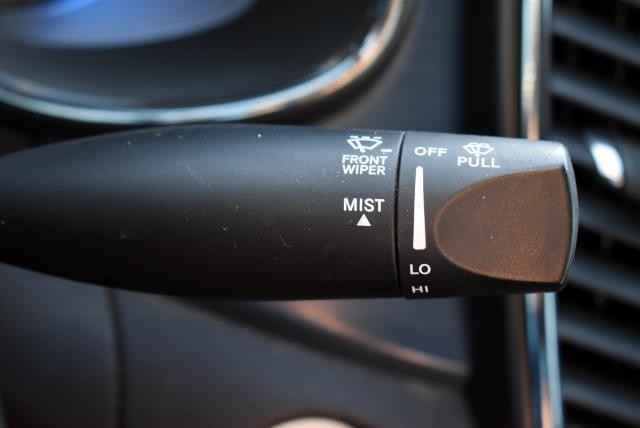 FRONT
WIPER
MIST
OFF
PULL
LO
HI